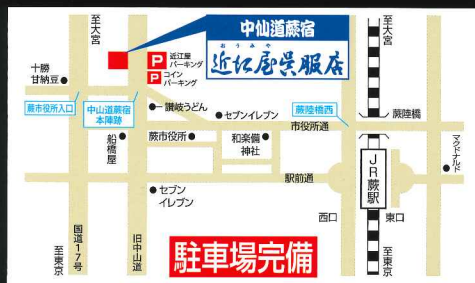 至大宮
至大宮
至大宮
中仙道蕨宿
おうみや
近江屋呉服店
P 近江屋
パーキング
P コイン
パーキング
十勝
甘納豆
蕨市役所入口
中山道蕨宿
本陣跡
讃岐うどん
セブンイレブン
蕨陸橋西
蕨陸橋
市役所通
船橋屋
蕨市役所
和楽備
神社
マクドナルド
JR蕨駅
駅前通
セブン
イレブン
西口
東口
国道17号
旧中山道
駐車場完備
至東京
至東京